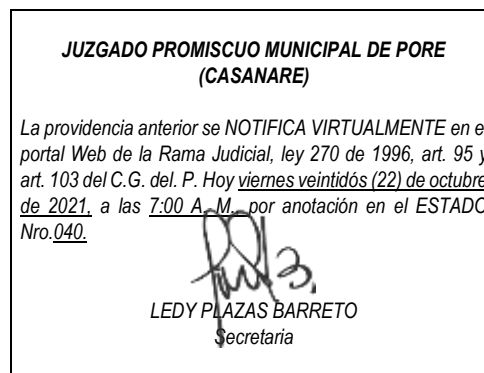 JUZGADO PROMISCUO MUNICIPAL DE PORE
(CASANARE)
La providencia anterior se NOTIFICA VIRTUALMENTE en e
portal Web de la Rama Judicial, ley 270 de 1996, art. 95 y
art. 103 del C.G. del. P. Hoy viernes veintidós (22) de octubre
de 2021, a las 7:00 A. M., por anotación en el ESTADO
Nro.040.
LEDY PLAZAS BARRETO
Secretaria